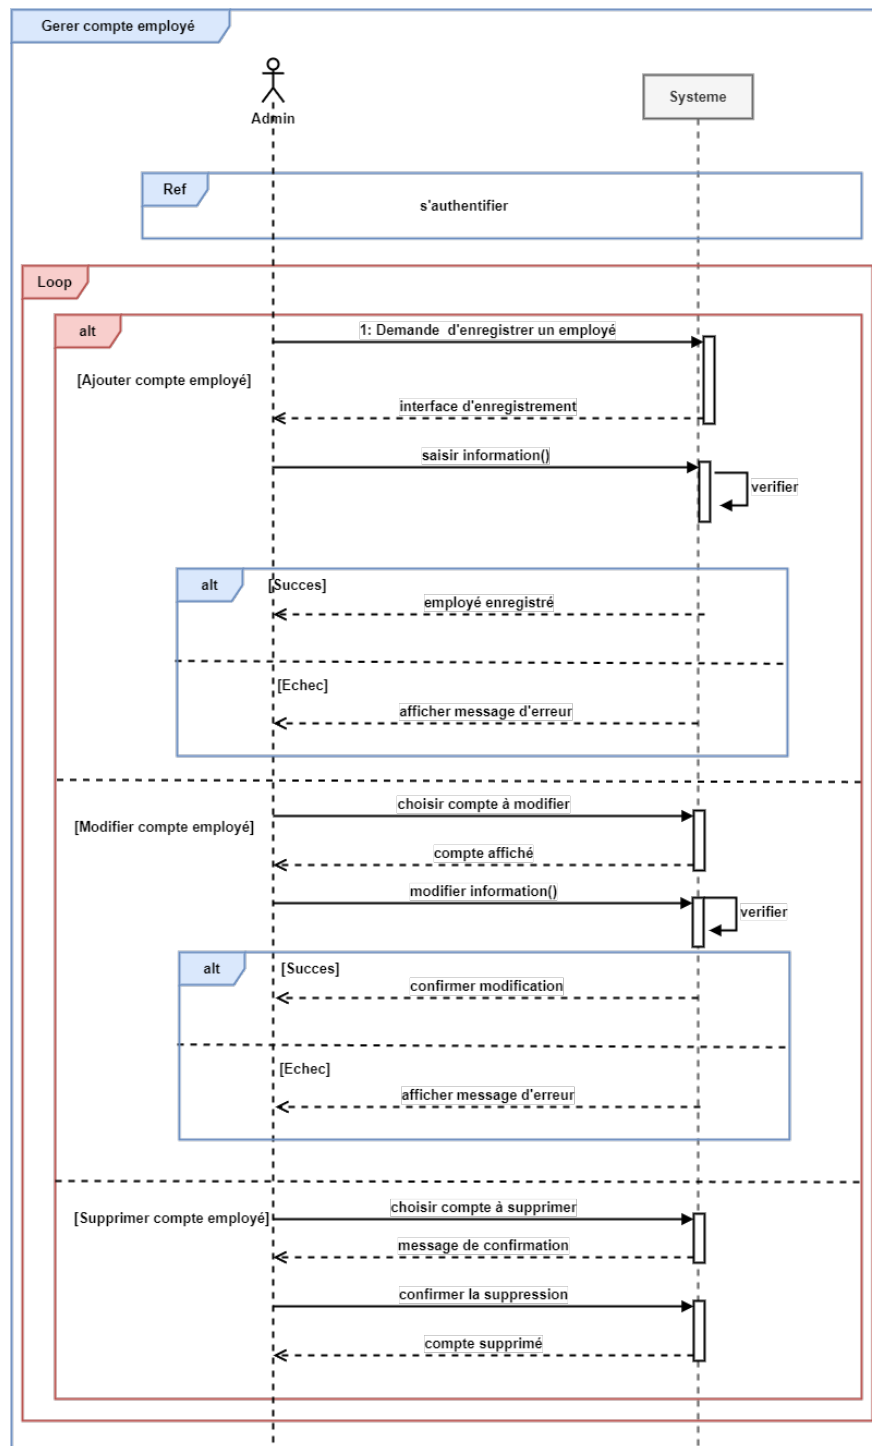 Gerer compte employé
Admin
Systeme
Ref
s'authentifier
Loop
alt
1: Demande  d'enregistrer un employé
[Ajouter compte employé]
interface d'enregistrement
saisir information()
verifier
alt
[Succes]
employé enregistré
[Echec]
afficher message d'erreur
choisir compte à modifier
[Modifier compte employé]
compte affiché
modifier information()
verifier
alt
[Succes]
confirmer modification
[Echec]
afficher message d'erreur
choisir compte à supprimer
[Supprimer compte employé]
message de confirmation
confirmer la suppression
compte supprimé